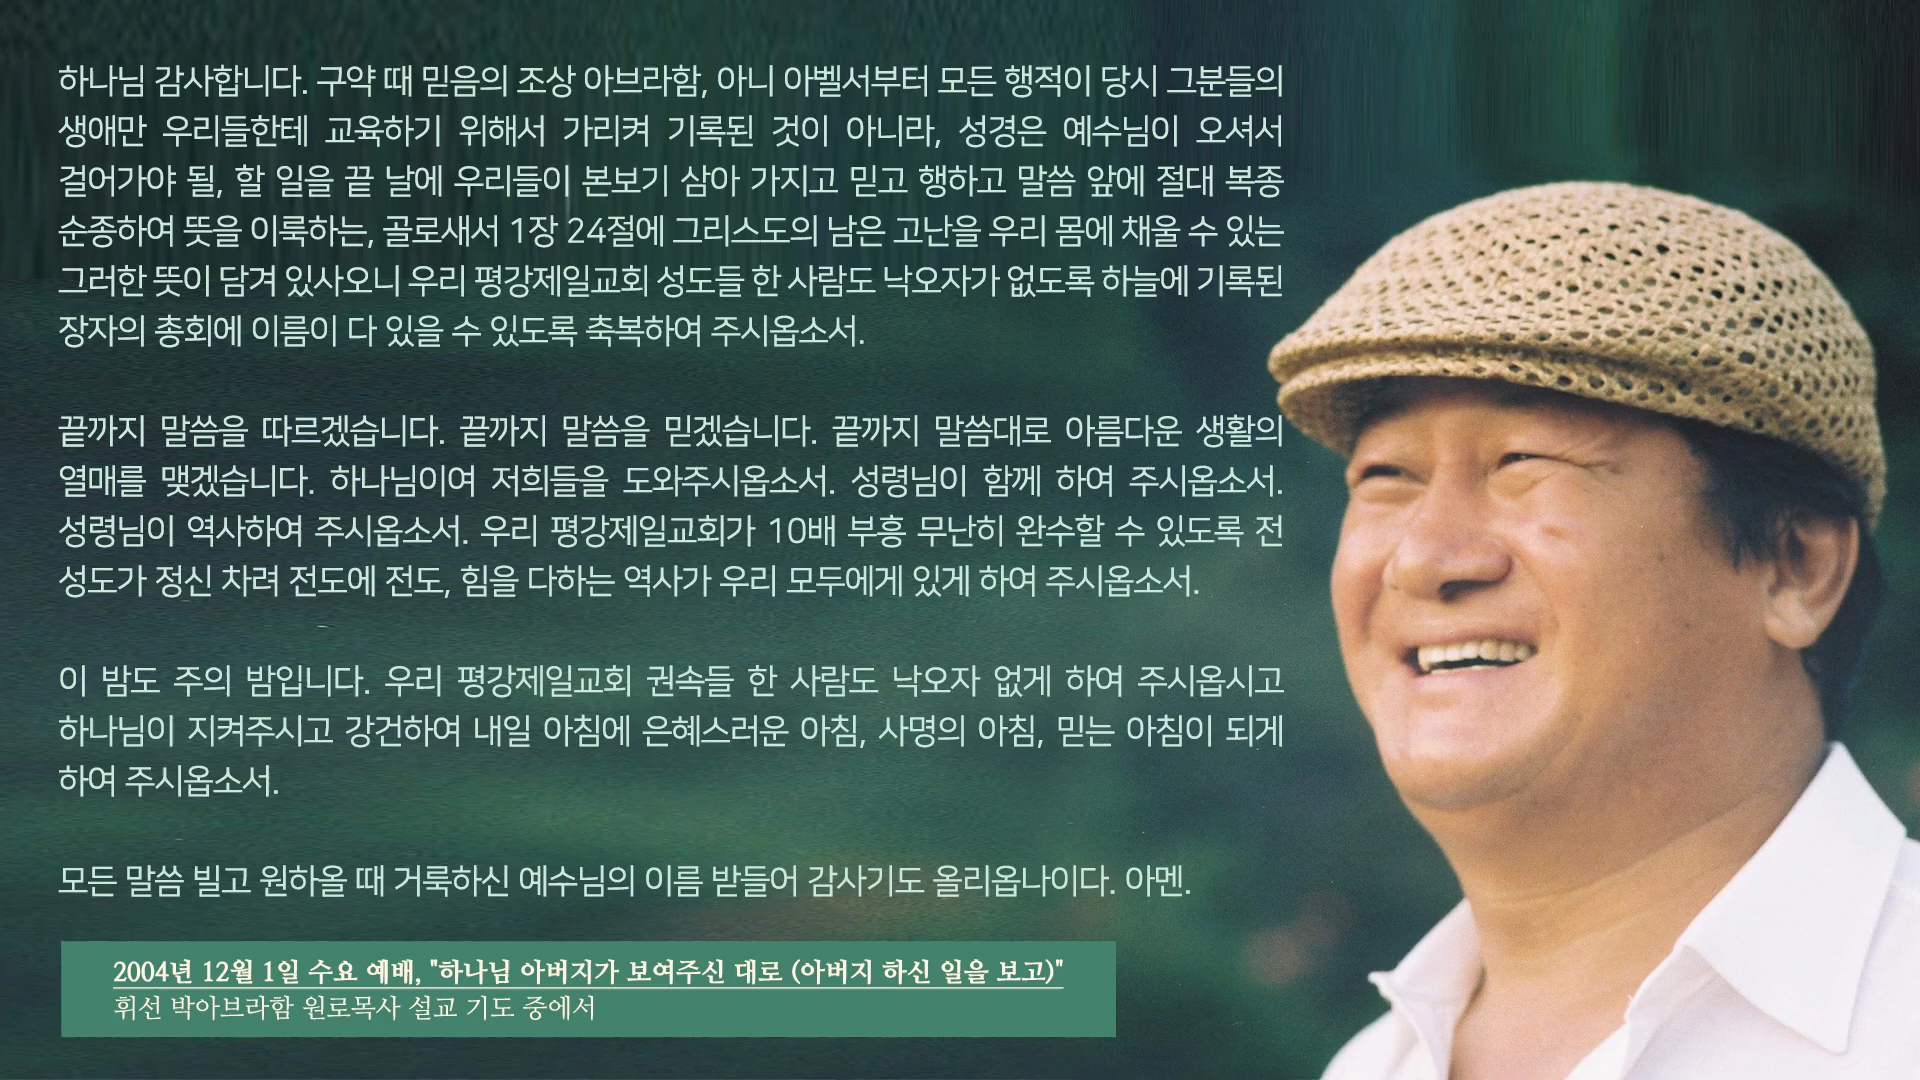 하나님 감사합니다. 구약 때 믿음의 조상 아브라함, 아니 아벨서부터 모든 행적이 당시 그분들의
생애만 우리들한테 교육하기 위해서 가리켜 기록된 것이 아니라, 성경은 예수님이 오셔서
걸어가야 될, 할 일을 끝 날에 우리들이 본보기 삼아 가지고 믿고 행하고 말씀 앞에 절대 복종
순종하여 뜻을 이룩하는, 골로새서 1장 24절에 그리스도의 남은 고난을 우리 몸에 채울 수 있는
그러한 뜻이 담겨 있사오니 우리 평강제일교회 성도들 한 사람도 낙오자가 없도록 하늘에 기록된
장자의 총회에 이름이 다 있을 수 있도록 축복하여 주시옵소서.
끝까지 말씀을 따르겠습니다. 끝까지 말씀을 믿겠습니다. 끝까지 말씀대로 아름다운 생활의
열매를 맺겠습니다. 하나님이여 저희들을 도와주시옵소서. 성령님이 함께 하여 주시옵소서.
성령님이 역사하여 주시옵소서. 우리 평강제일교회가 10배 부흥 무난히 완수할 수 있도록 전
성도가 정신 차려 전도에 전도, 힘을 다하는 역사가 우리 모두에게 있게 하여 주시옵소서.
이 밤도 주의 밤입니다. 우리 평강제일교회 권속들 한 사람도 낙오자 없게 하여 주시옵시고
하나님이 지켜주시고 강건하여 내일 아침에 은혜스러운 아침, 사명의 아침, 믿는 아침이 되게
하여 주시옵소서.
모든 말씀 빌고 원하올 때 거룩하신 예수님의 이름 받들어 감사기도 올리옵나이다. 아멘.
2004년 12월 1일 수요 예배, "하나님 아버지가 보여주신 대로 (아버지 하신 일을 보고)"
휘선 박아브라함 원로목사 설교 기도 중에서